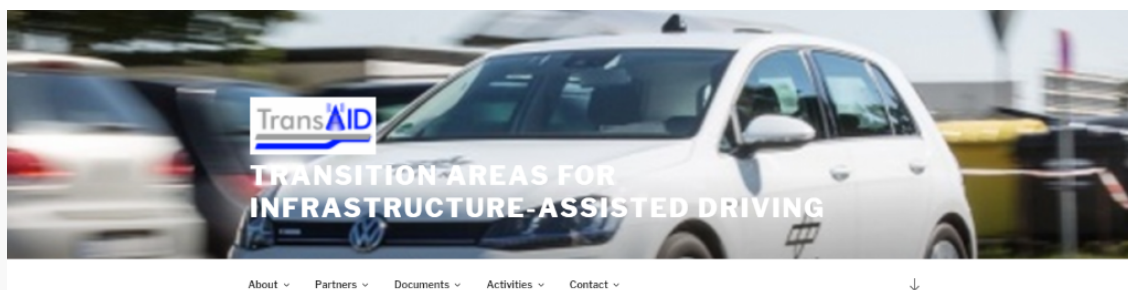 TransAID
TRANSITION AREAS FOR
INFRASTRUCTURE-ASSISTED DRIVING
About Partners Documents Activities Contact